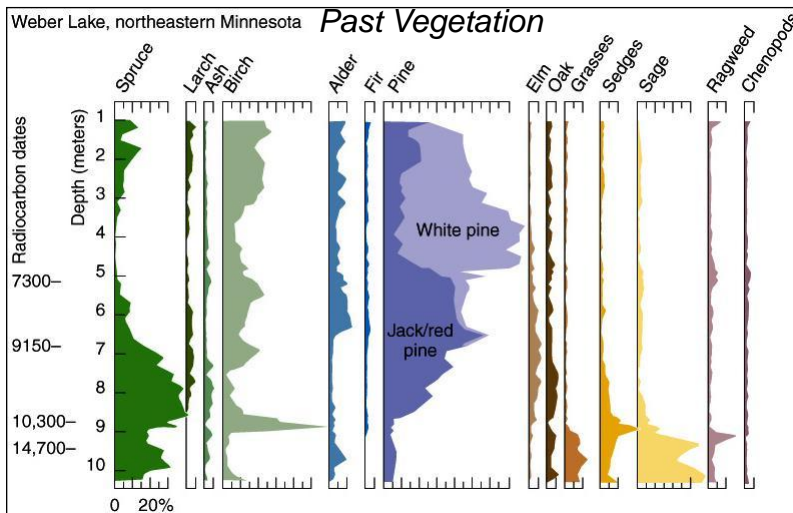 Weber Lake, northeastern Minnesota Past Vegetation
Spruce Larch Ash Birch Alder Fir Pine Elm Oak Grasses Sedges Sage Ragweed Chenopods
Radiocarbon dates
Depth (meters)
1
2
3
4
White pine
5
7300–
6
Jack/red
pine
9150–
7
8
10,300–
9
14,700–
10
0 20%